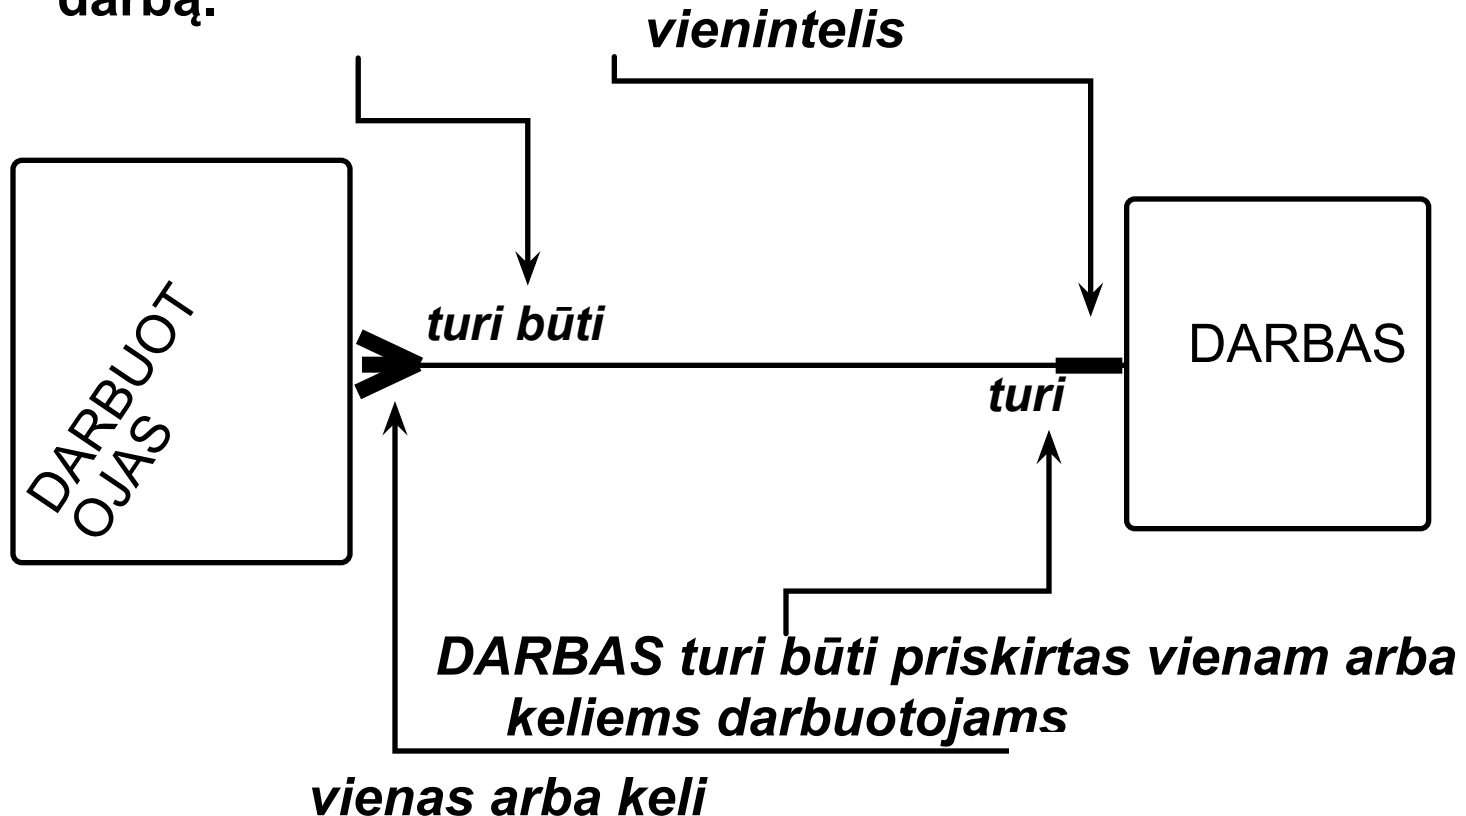 darbą.
vienintelis
turi būti
DARBUOT
OJAS
DARBAS
turi
DARBAS turi būti priskirtas vienam arba
keliems darbuotojams
vienas arba keli